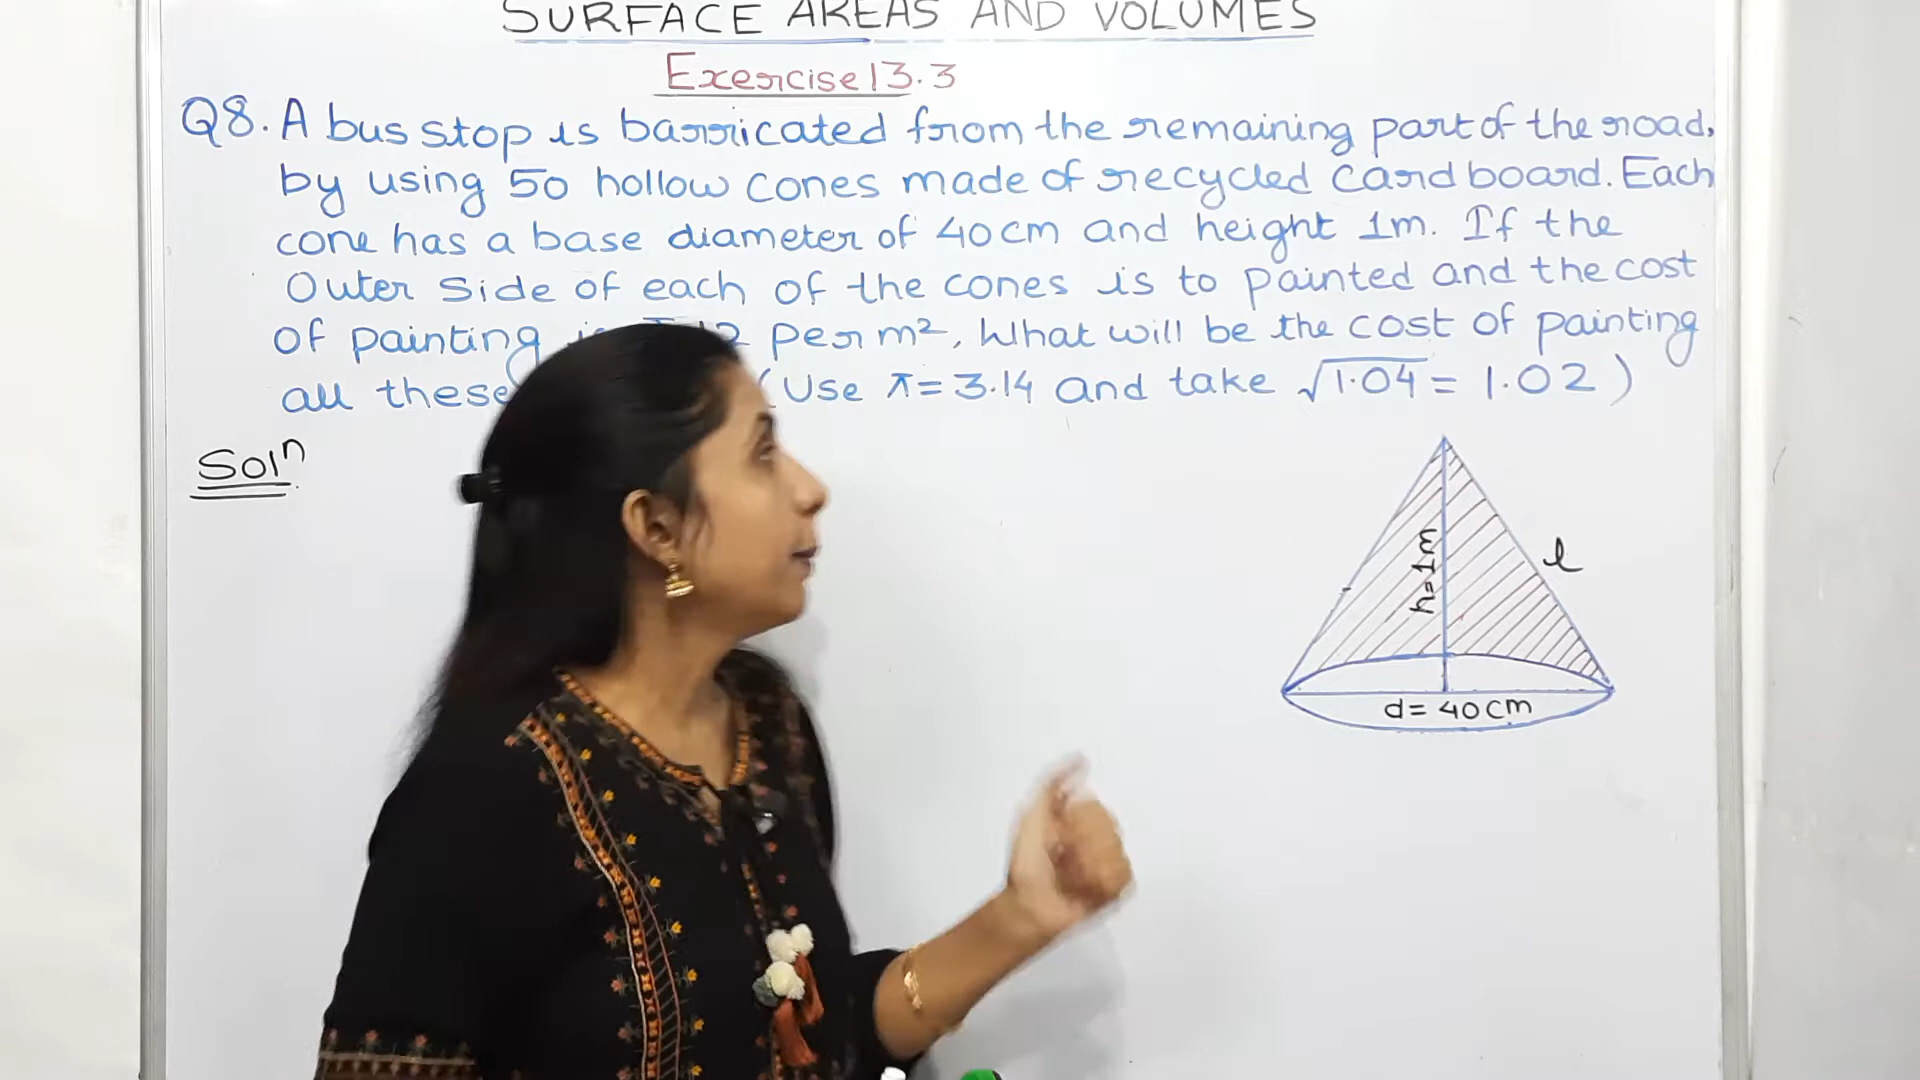 SURFACE AREAS AND VOLUMES
Exercise 13.3
Q8. A bus stop is barricated from the remaining part of the road,
by using 50 hollow cones made of recycled card board. Each
cone has a base diameter of 40cm and height 1m. If the
Outer side of each of the cones is to painted and the cost
of painting 12 per m², What will be the cost of painting
all these (Use π = 3.14 and take √1.04 = 1.02)
Solⁿ.
h=1m
l
d = 40cm